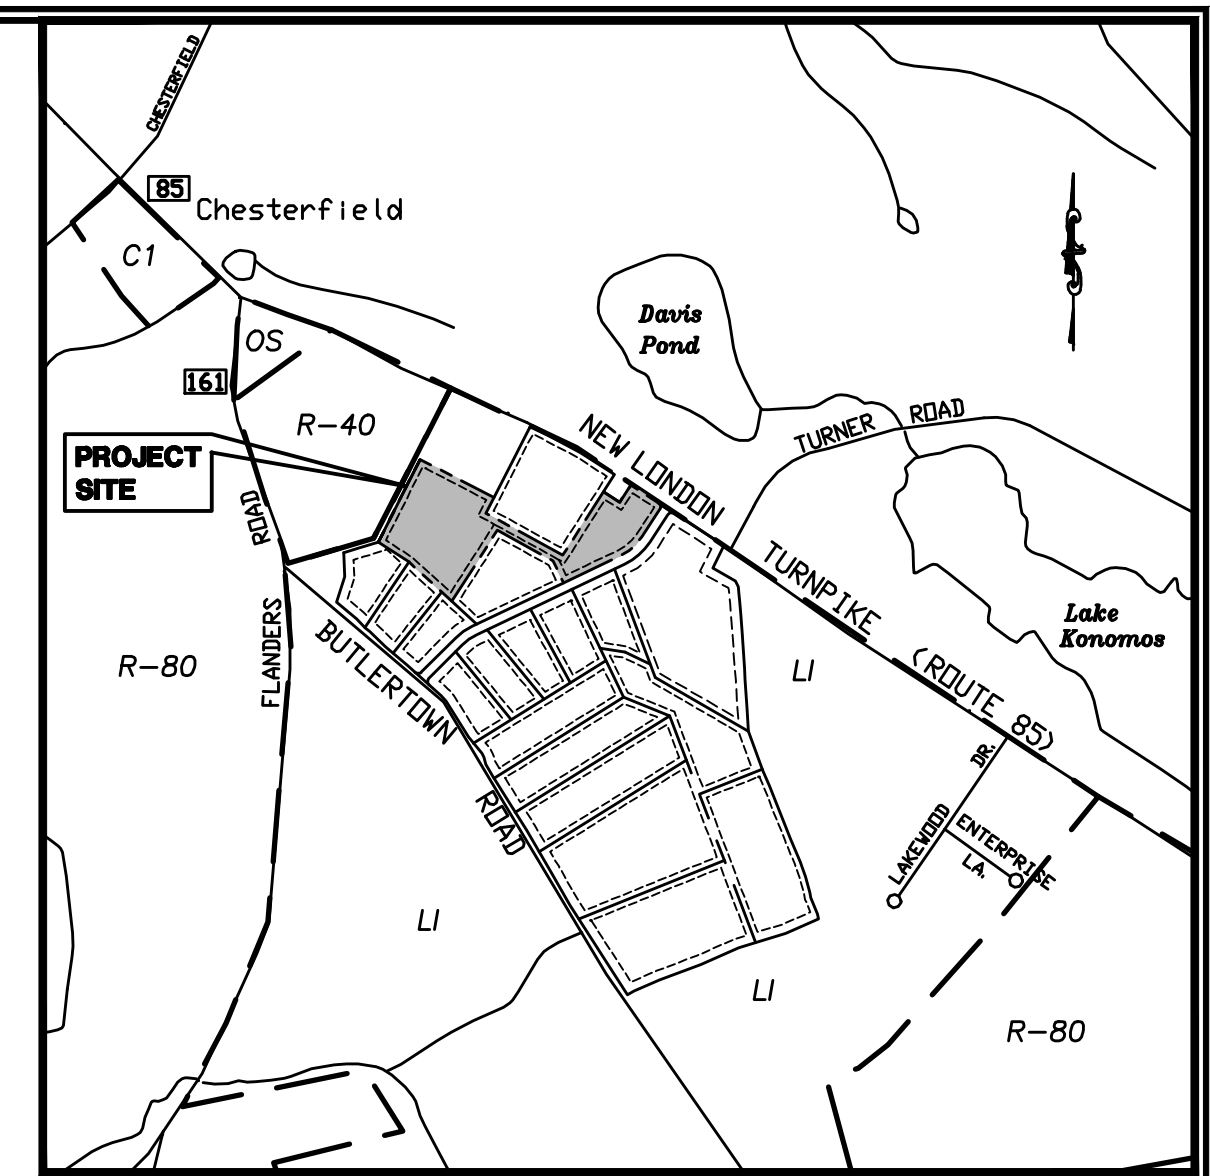 CHESTERFIELD
85
Chesterfield
C1
OS
161
R-40
PROJECT
SITE
Davis
Pond
NEW LONDON
TURNPIKE
(ROUTE 85)
TURNER ROAD
Lake
Konomos
FLANDERS ROAD
R-80
BUTLERTOWN
ROAD
LI
LAKEWOOD DR.
ENTERPRISE
LA.
LI
LI
R-80